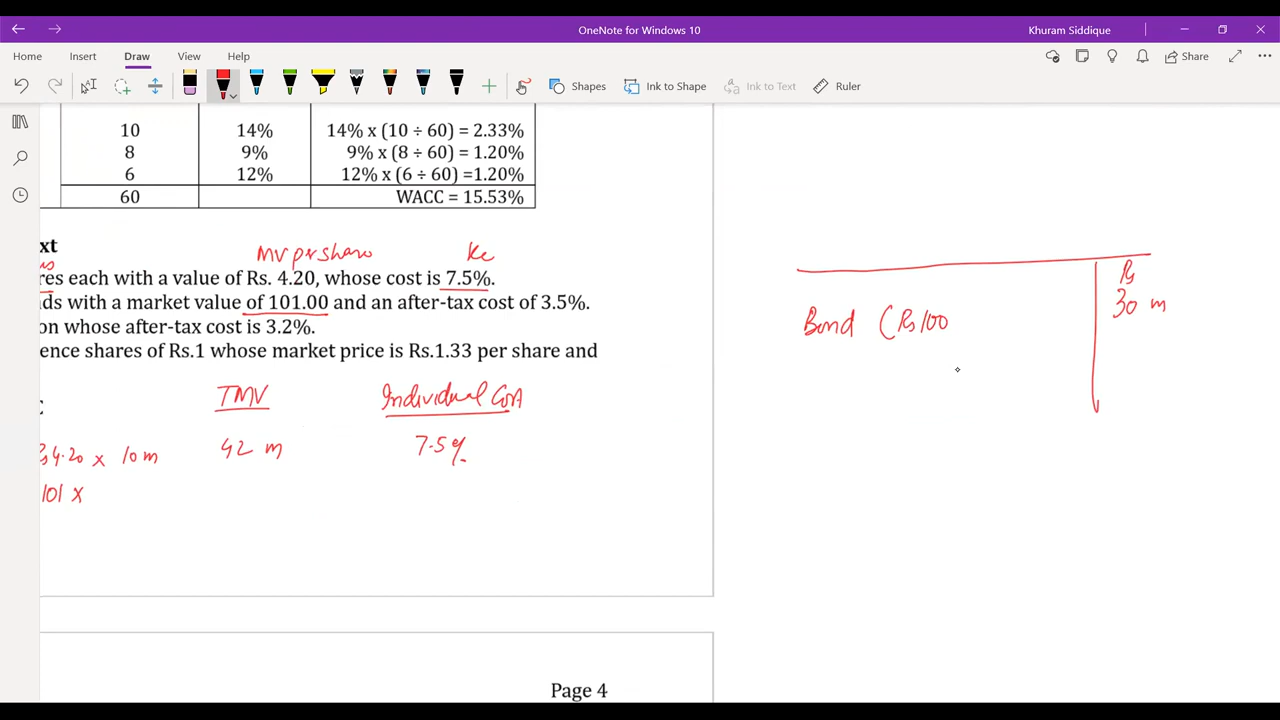 OneNote for Windows 10
Khuram Siddique
Home Insert Draw View Help
Share
Shapes Ink to Shape Ink to Text Ruler
10 14% 14% x (10 ÷ 60) = 2.33%
8 9% 9% x (8 ÷ 60) = 1.20%
6 12% 12% x (6 ÷ 60) =1.20%
60 WACC = 15.53%
xt
MV per share Ke
res each with a value of Rs. 4.20, whose cost is 7.5%.
ds with a market value of 101.00 and an after-tax cost of 3.5%.
on whose after-tax cost is 3.2%.
ence shares of Rs.1 whose market price is Rs.1.33 per share and
TMV Individual Cost
4.20 x 10 m 42 m 7.5%
101 x
Rs
30 m
Bond (Rs100
Page 4